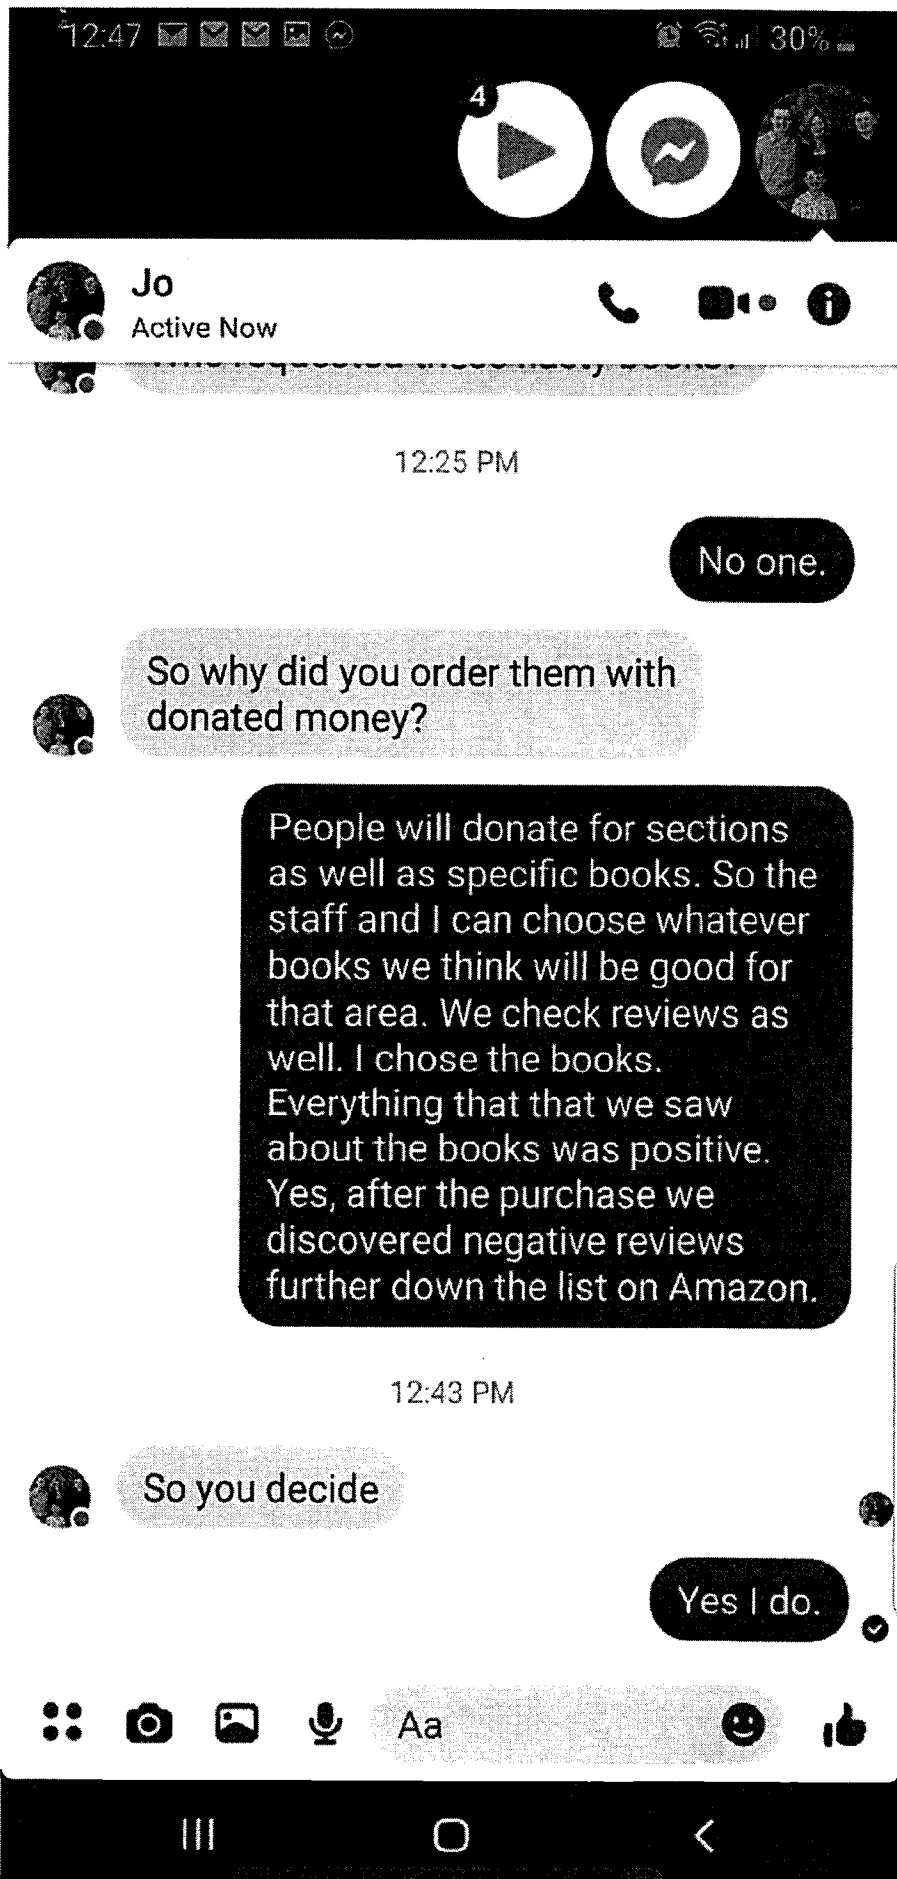 12:47
30%
4
Jo
Active Now
requested these nasty books?
12:25 PM
No one.
So why did you order them with
donated money?
People will donate for sections
as well as specific books. So the
staff and I can choose whatever
books we think will be good for
that area. We check reviews as
well. I chose the books.
Everything that that we saw
about the books was positive.
Yes, after the purchase we
discovered negative reviews
further down the list on Amazon.
12:43 PM
So you decide
Yes I do.
Aa